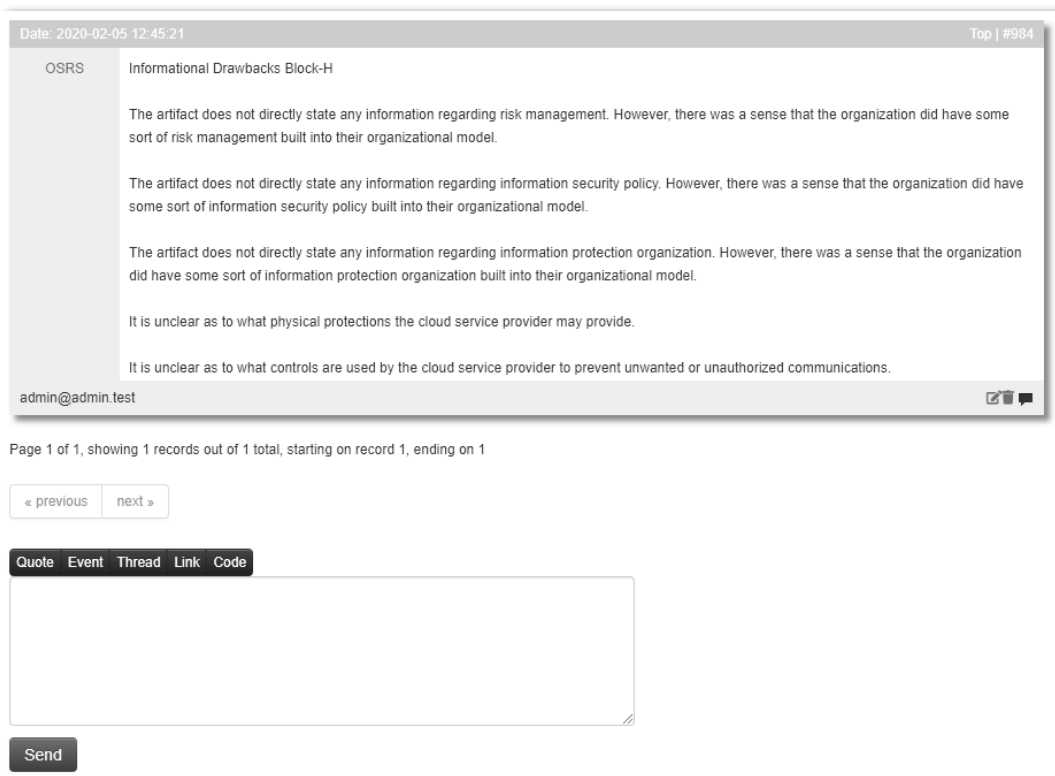 Date: 2020-02-05 12:45:21 Top | #984
OSRS
Informational Drawbacks Block-H
The artifact does not directly state any information regarding risk management. However, there was a sense that the organization did have some
sort of risk management built into their organizational model.
The artifact does not directly state any information regarding information security policy. However, there was a sense that the organization did have
some sort of information security policy built into their organizational model.
The artifact does not directly state any information regarding information protection organization. However, there was a sense that the organization
did have some sort of information protection organization built into their organizational model.
It is unclear as to what physical protections the cloud service provider may provide.
It is unclear as to what controls are used by the cloud service provider to prevent unwanted or unauthorized communications.
admin@admin.test
Page 1 of 1, showing 1 records out of 1 total, starting on record 1, ending on 1
« previous next »
Quote Event Thread Link Code
Send